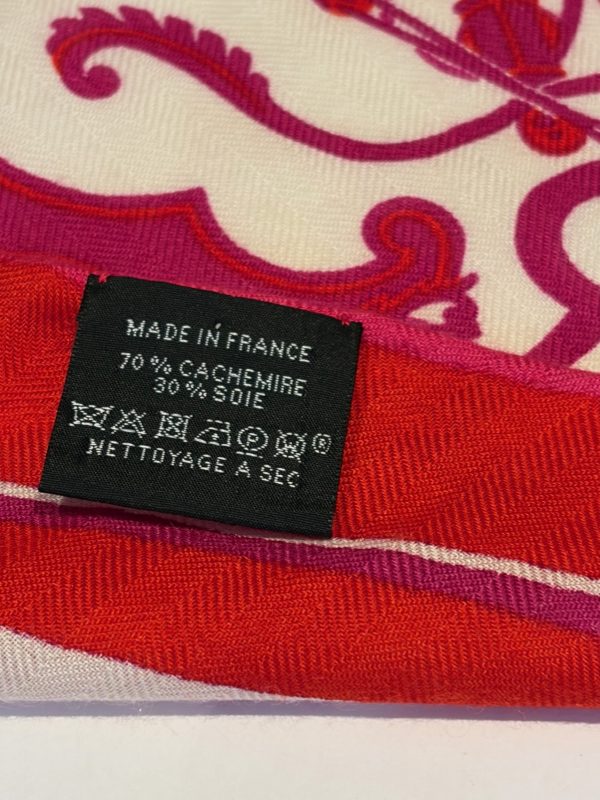 MADE IN FRANCE
70 % CACHEMIRE
30 % SOIE
P ®
NETTOYAGE A SEC